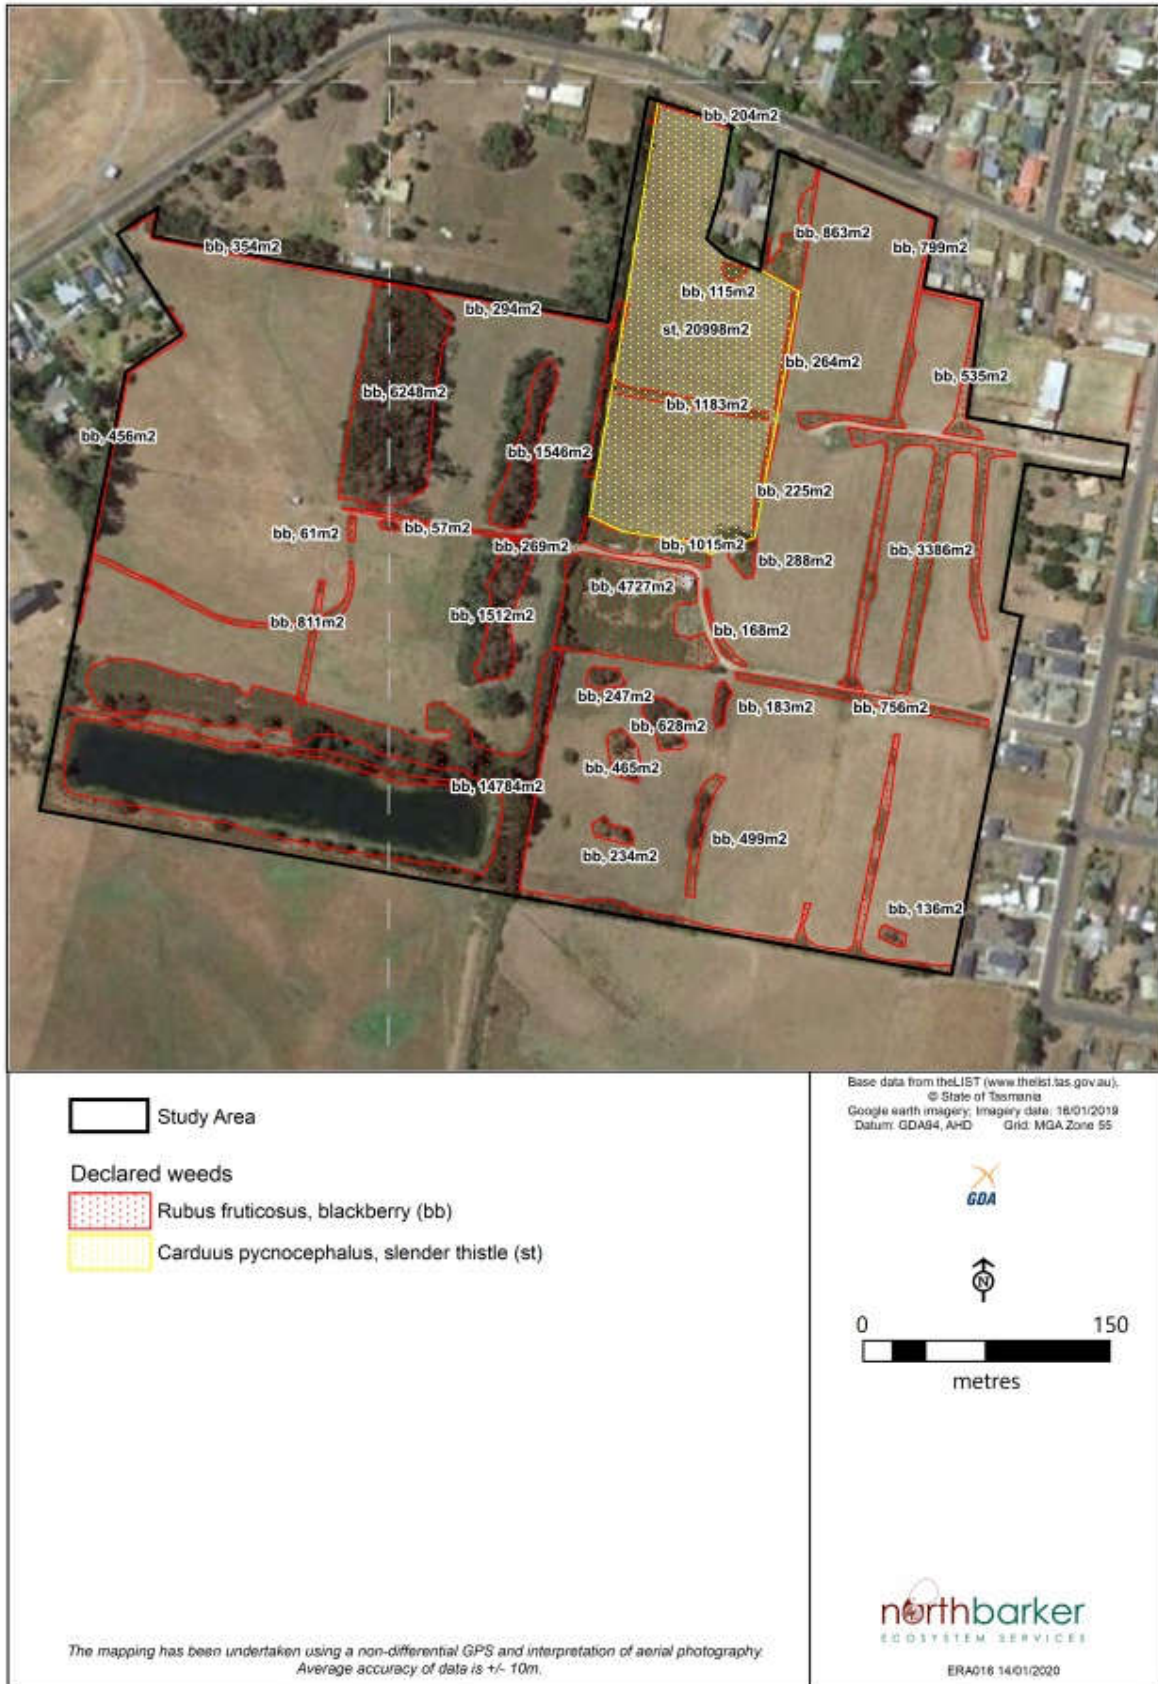 bb, 204m2
bb, 863m2
bb, 799m2
bb, 354m2
bb, 115m2
bb, 294m2
st, 20998m2
bb, 264m2
bb, 535m2
bb, 6248m2
bb, 1183m2
bb, 456m2
bb, 1546m2
bb, 225m2
bb, 57m2
bb, 61m2
bb, 269m2
bb, 1015m2
bb, 288m2
bb, 3386m2
bb, 4727m2
bb, 1512m2
bb, 811m2
bb, 168m2
bb, 247m2
bb, 183m2
bb, 756m2
bb, 628m2
bb, 465m2
bb, 14784m2
bb, 499m2
bb, 234m2
bb, 136m2
Study Area
Declared weeds
Rubus fruticosus, blackberry (bb)
Carduus pycnocephalus, slender thistle (st)
The mapping has been undertaken using a non-differential GPS and interpretation of aerial photography.
Average accuracy of data is +/- 10m.
Base data from theLIST (www.thelist.tas.gov.au),
© State of Tasmania
Google earth imagery; Imagery date: 16/01/2019
Datum: GDA94, AHD Grid: MGA Zone 55
GDA
N
0 150
metres
northbarker
ECOSYSTEM SERVICES
ERA016 14/01/2020